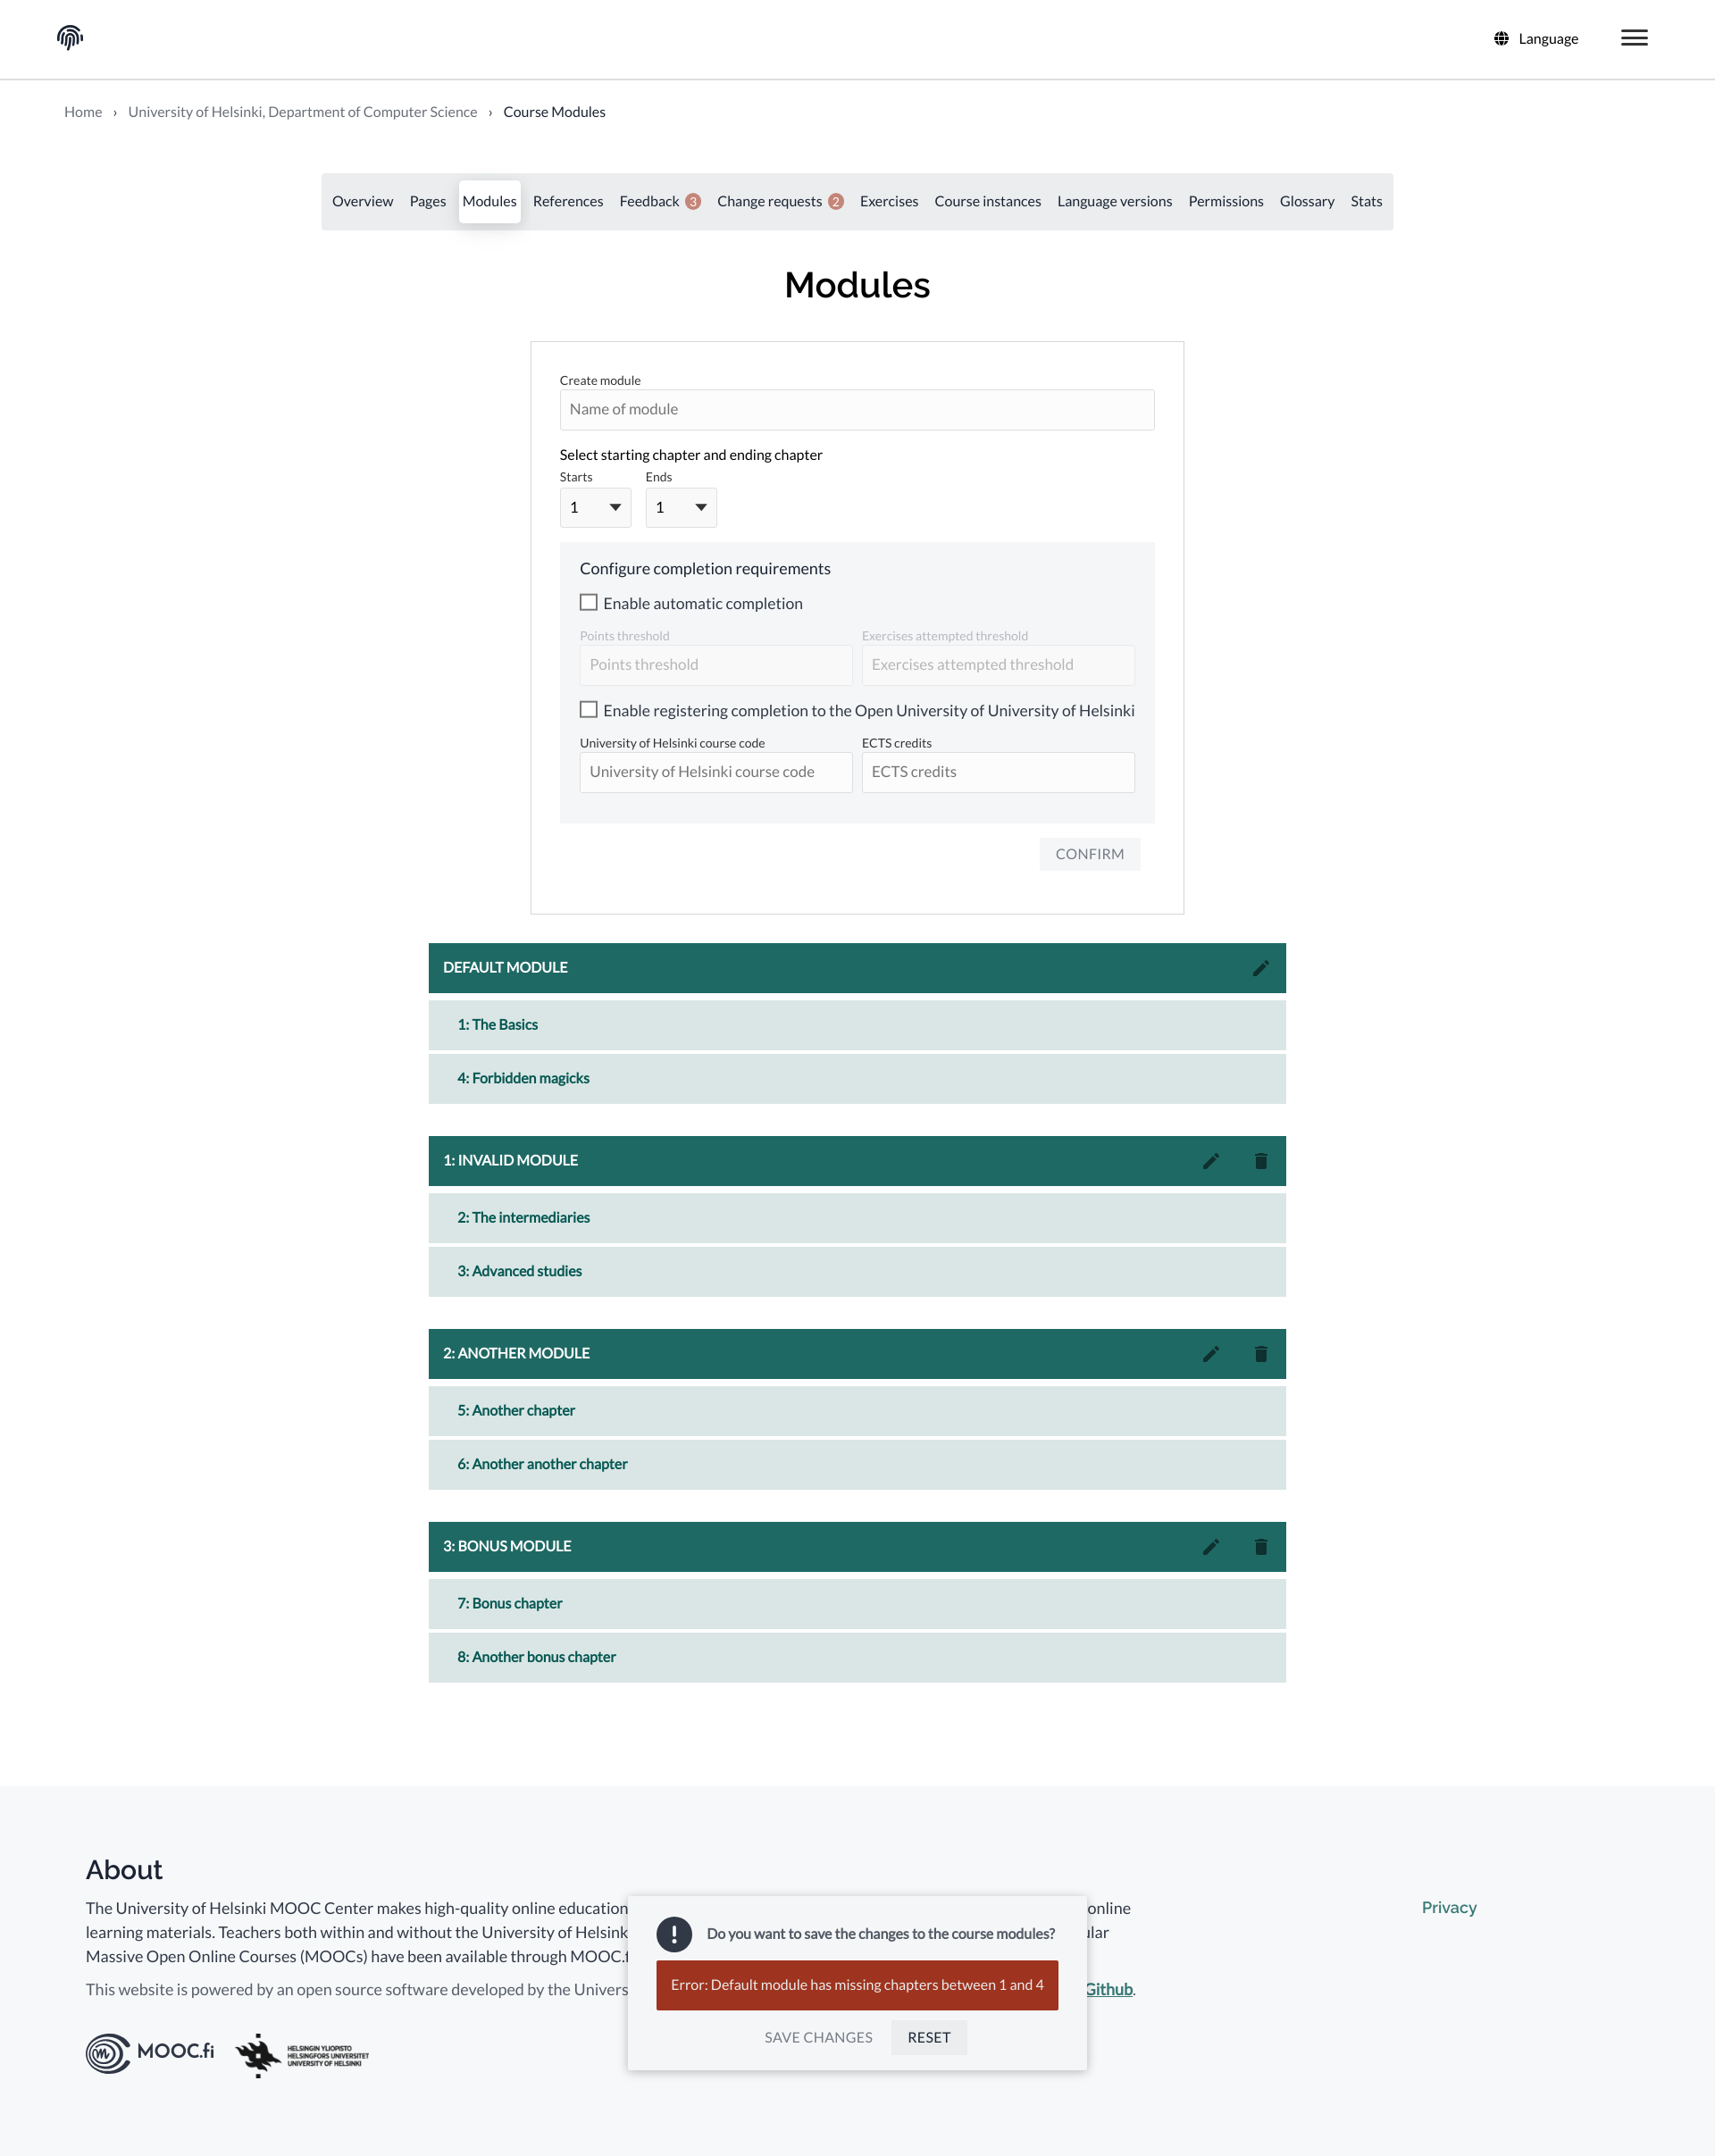 Language
Home › University of Helsinki, Department of Computer Science › Course Modules
Overview Pages Modules References Feedback 3 Change requests 2 Exercises Course instances Language versions Permissions Glossary Stats
Modules
Create module
Name of module
Select starting chapter and ending chapter
Starts Ends
1 1
Configure completion requirements
Enable automatic completion
Points threshold Exercises attempted threshold
Points threshold Exercises attempted threshold
Enable registering completion to the Open University of University of Helsinki
University of Helsinki course code ECTS credits
University of Helsinki course code ECTS credits
CONFIRM
DEFAULT MODULE
1: The Basics
4: Forbidden magicks
1: INVALID MODULE
2: The intermediaries
3: Advanced studies
2: ANOTHER MODULE
5: Another chapter
6: Another another chapter
3: BONUS MODULE
7: Bonus chapter
8: Another bonus chapter
About
The University of Helsinki MOOC Center makes high-quality online education online
learning materials. Teachers both within and without the University of
Massive Open Online Courses (MOOCs) have been available through
This website is powered by an open source software developed by the Github.
Privacy
Do you want to save the changes to the course modules?
Error: Default module has missing chapters between 1 and 4
SAVE CHANGES RESET
MOOC.fi
HELSINGIN YLIOPISTO
HELSINGFORS UNIVERSITET
UNIVERSITY OF HELSINKI